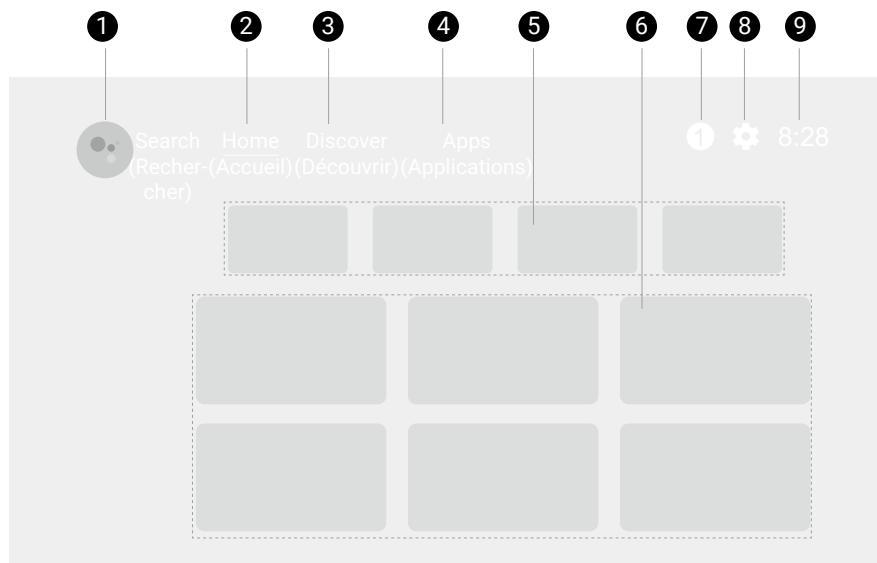 1 2 3 4 5 6 7 8 9
Search Home Discover Apps 1 8:28
(Recher- (Accueil) (Découvrir) (Applications)
cher)